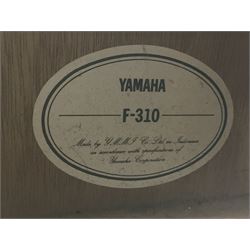 YAMAHA
F-310
Made by Y.M.M.I Co. Ltd. in Indonesia
in accordance with specifications of
Yamaha Corporation